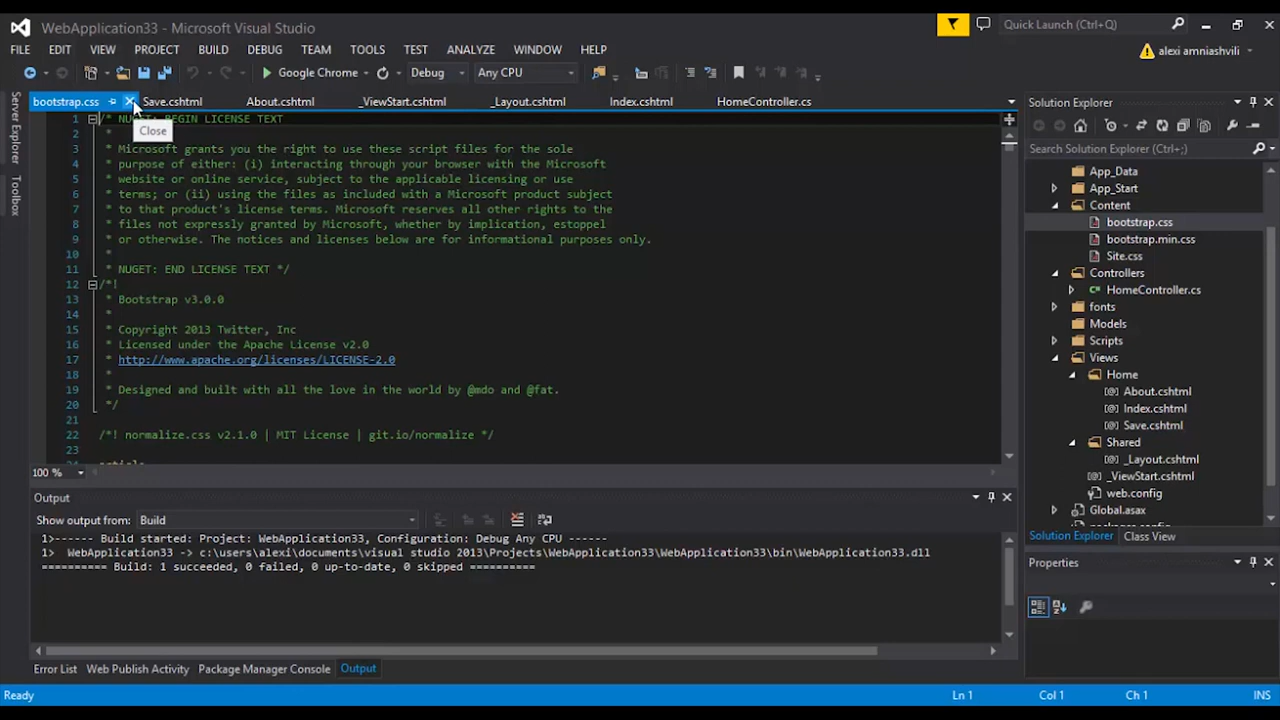 WebApplication33 - Microsoft Visual Studio
Quick Launch (Ctrl+Q)
FILE EDIT VIEW PROJECT BUILD DEBUG TEAM TOOLS TEST ANALYZE WINDOW HELP
alexi amniashvili
Google Chrome Debug Any CPU
Server Explorer
Toolbox
bootstrap.css Save.cshtml About.cshtml _ViewStart.cshtml _Layout.cshtml Index.cshtml HomeController.cs
Close
1 /* NUGET: BEGIN LICENSE TEXT
2 *
3 * Microsoft grants you the right to use these script files for the sole
4 * purpose of either: (i) interacting through your browser with the Microsoft
5 * website or online service, subject to the applicable licensing or use
6 * terms; or (ii) using the files as included with a Microsoft product subject
7 * to that product's license terms. Microsoft reserves all other rights to the
8 * files not expressly granted by Microsoft, whether by implication, estoppel
9 * or otherwise. The notices and licenses below are for informational purposes only.
10 *
11 * NUGET: END LICENSE TEXT */
12 /*!
13 * Bootstrap v3.0.0
14 *
15 * Copyright 2013 Twitter, Inc
16 * Licensed under the Apache License v2.0
17 * http://www.apache.org/licenses/LICENSE-2.0
18 *
19 * Designed and built with all the love in the world by @mdo and @fat.
20 */
21
22 /*! normalize.css v2.1.0 | MIT License | git.io/normalize */
23
100 %
Output
Show output from: Build
1>------ Build started: Project: WebApplication33, Configuration: Debug Any CPU ------
1> WebApplication33 -> c:\users\alexi\documents\visual studio 2013\Projects\WebApplication33\WebApplication33\bin\WebApplication33.dll
========== Build: 1 succeeded, 0 failed, 0 up-to-date, 0 skipped ==========
Error List Web Publish Activity Package Manager Console Output
Solution Explorer
Search Solution Explorer (Ctrl+;)
App_Data
App_Start
Content
bootstrap.css
bootstrap.min.css
Site.css
Controllers
HomeController.cs
fonts
Models
Scripts
Views
Home
About.cshtml
Index.cshtml
Save.cshtml
Shared
_Layout.cshtml
_ViewStart.cshtml
web.config
Global.asax
Solution Explorer Class View
Properties
Ready Ln 1 Col 1 Ch 1 INS